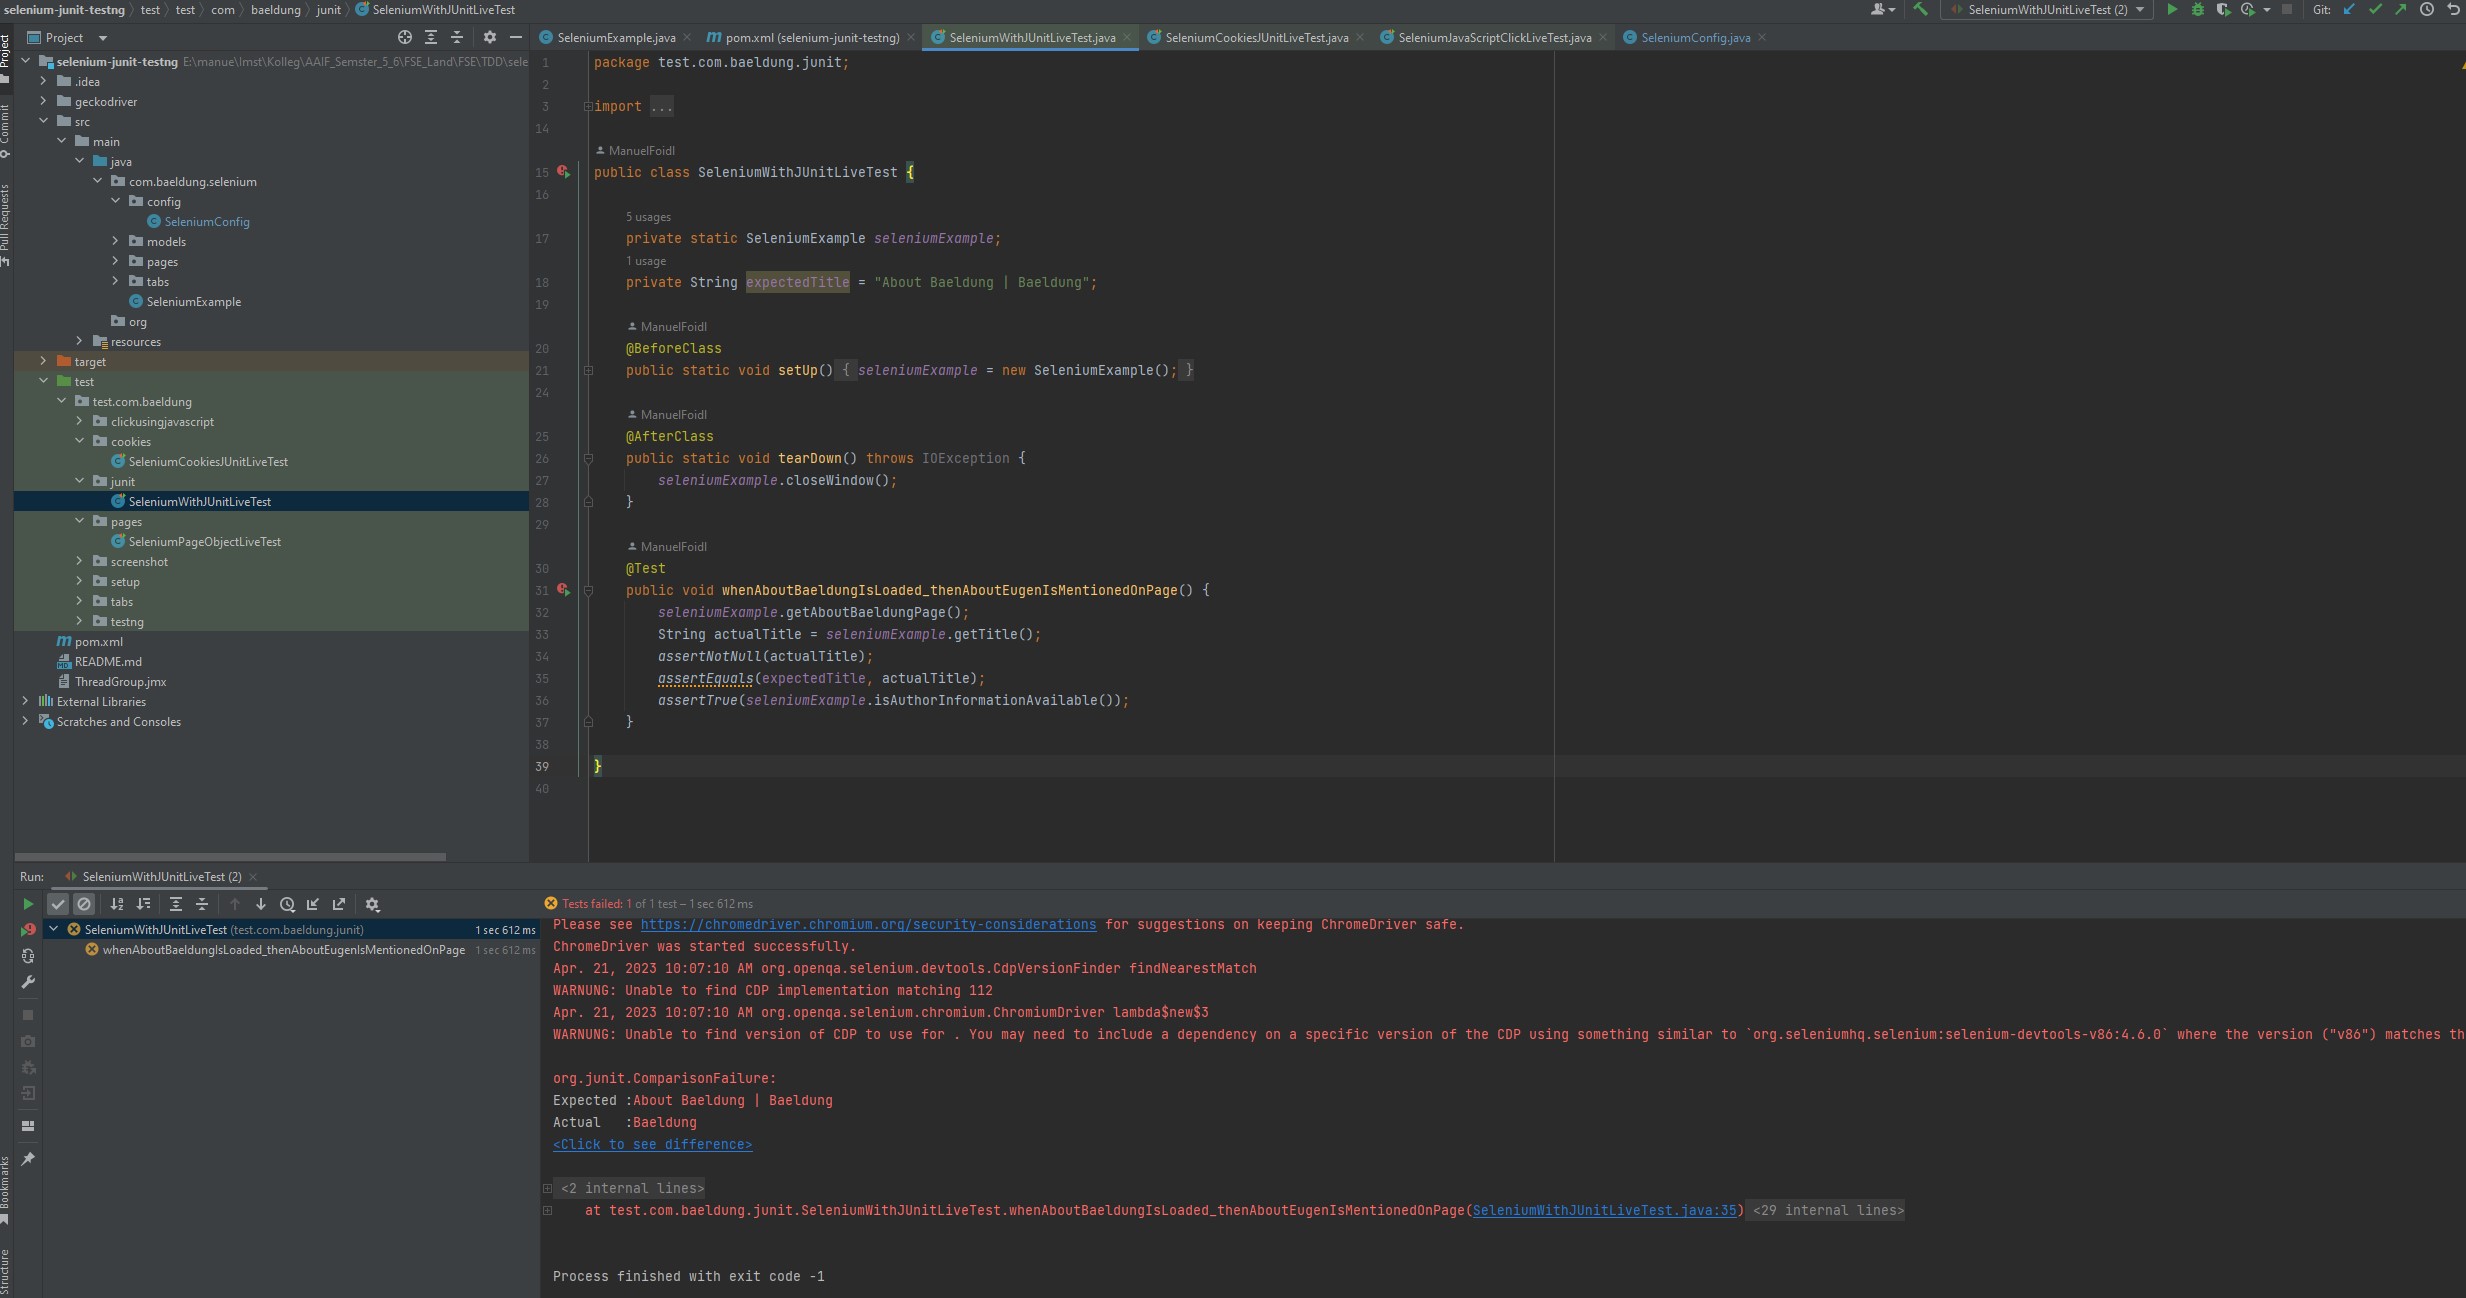 selenium-junit-testng › test › test › com › baeldung › junit › SeleniumWithJUnitLiveTest
SeleniumWithJUnitLiveTest (2)
Git:
Project
selenium-junit-testng E:\manue\Imst\Kolleg\AAIF_Semster_5_6\FSE_Land\FSE\TDD\sele
.idea
geckodriver
src
main
java
com.baeldung.selenium
config
SeleniumConfig
models
pages
tabs
SeleniumExample
org
resources
target
test
test.com.baeldung
clickusingjavascript
cookies
SeleniumCookiesJUnitLiveTest
junit
SeleniumWithJUnitLiveTest
pages
SeleniumPageObjectLiveTest
screenshot
setup
tabs
testng
pom.xml
README.md
ThreadGroup.jmx
External Libraries
Scratches and Consoles
Project
Commit
Pull Requests
Bookmarks
Structure
SeleniumExample.java
pom.xml (selenium-junit-testng)
SeleniumWithJUnitLiveTest.java
SeleniumCookiesJUnitLiveTest.java
SeleniumJavaScriptClickLiveTest.java
SeleniumConfig.java
1 package test.com.baeldung.junit;
2
3 import ...
14
ManuelFoidl
15 public class SeleniumWithJUnitLiveTest {
16
5 usages
17 private static SeleniumExample seleniumExample;
1 usage
18 private String expectedTitle = "About Baeldung | Baeldung";
19
ManuelFoidl
20 @BeforeClass
21 public static void setUp() { seleniumExample = new SeleniumExample(); }
24
ManuelFoidl
25 @AfterClass
26 public static void tearDown() throws IOException {
27 seleniumExample.closeWindow();
28 }
29
ManuelFoidl
30 @Test
31 public void whenAboutBaeldungIsLoaded_thenAboutEugenIsMentionedOnPage() {
32 seleniumExample.getAboutBaeldungPage();
33 String actualTitle = seleniumExample.getTitle();
34 assertNotNull(actualTitle);
35 assertEquals(expectedTitle, actualTitle);
36 assertTrue(seleniumExample.isAuthorInformationAvailable());
37 }
38
39 }
40
Run: SeleniumWithJUnitLiveTest (2)
Tests failed: 1 of 1 test – 1 sec 612 ms
SeleniumWithJUnitLiveTest (test.com.baeldung.junit) 1 sec 612 ms
whenAboutBaeldungIsLoaded_thenAboutEugenIsMentionedOnPage 1 sec 612 ms
Please see https://chromedriver.chromium.org/security-considerations for suggestions on keeping ChromeDriver safe.
ChromeDriver was started successfully.
Apr. 21, 2023 10:07:10 AM org.openqa.selenium.devtools.CdpVersionFinder findNearestMatch
WARNUNG: Unable to find CDP implementation matching 112
Apr. 21, 2023 10:07:10 AM org.openqa.selenium.chromium.ChromiumDriver lambda$new$3
WARNUNG: Unable to find version of CDP to use for . You may need to include a dependency on a specific version of the CDP using something similar to `org.seleniumhq.selenium:selenium-devtools-v86:4.6.0` where the version ("v86") matches th
org.junit.ComparisonFailure:
Expected :About Baeldung | Baeldung
Actual :Baeldung
<Click to see difference>
<2 internal lines>
at test.com.baeldung.junit.SeleniumWithJUnitLiveTest.whenAboutBaeldungIsLoaded_thenAboutEugenIsMentionedOnPage(SeleniumWithJUnitLiveTest.java:35) <29 internal lines>
Process finished with exit code -1